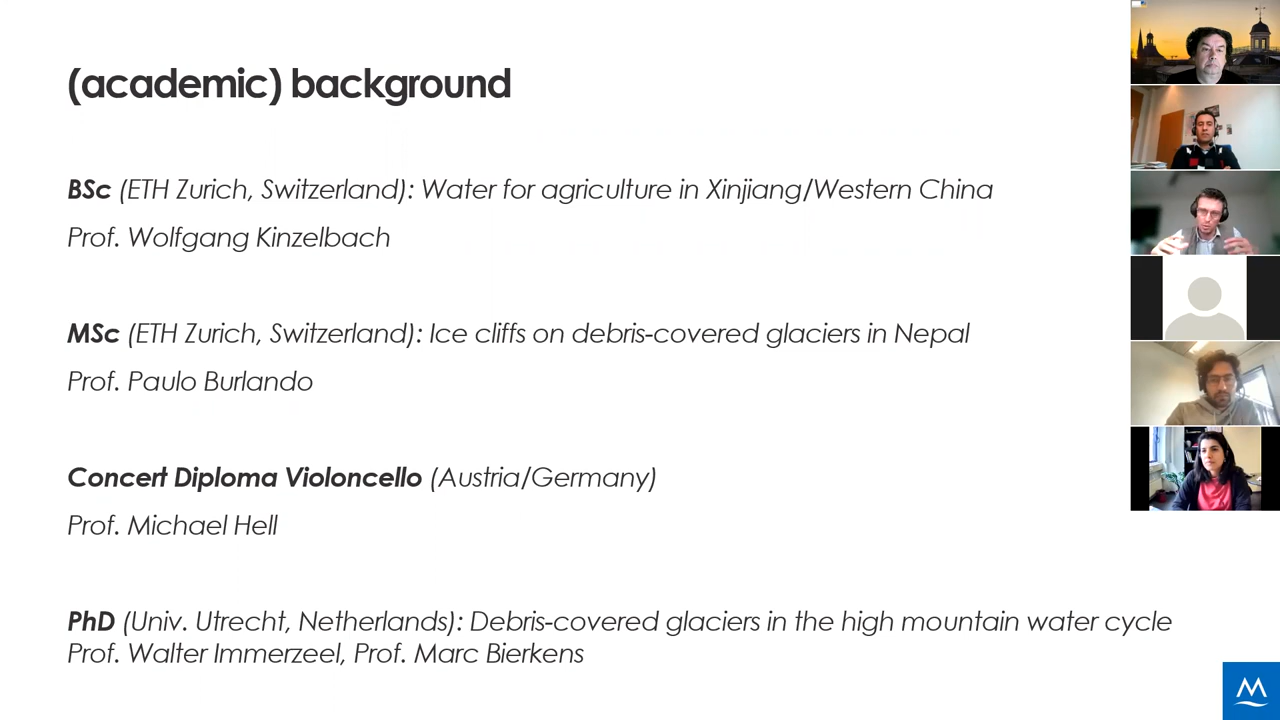 (academic) background
BSc (ETH Zurich, Switzerland): Water for agriculture in Xinjiang/Western China
Prof. Wolfgang Kinzelbach
MSc (ETH Zurich, Switzerland): Ice cliffs on debris-covered glaciers in Nepal
Prof. Paulo Burlando
Concert Diploma Violoncello (Austria/Germany)
Prof. Michael Hell
PhD (Univ. Utrecht, Netherlands): Debris-covered glaciers in the high mountain water cycle
Prof. Walter Immerzeel, Prof. Marc Bierkens